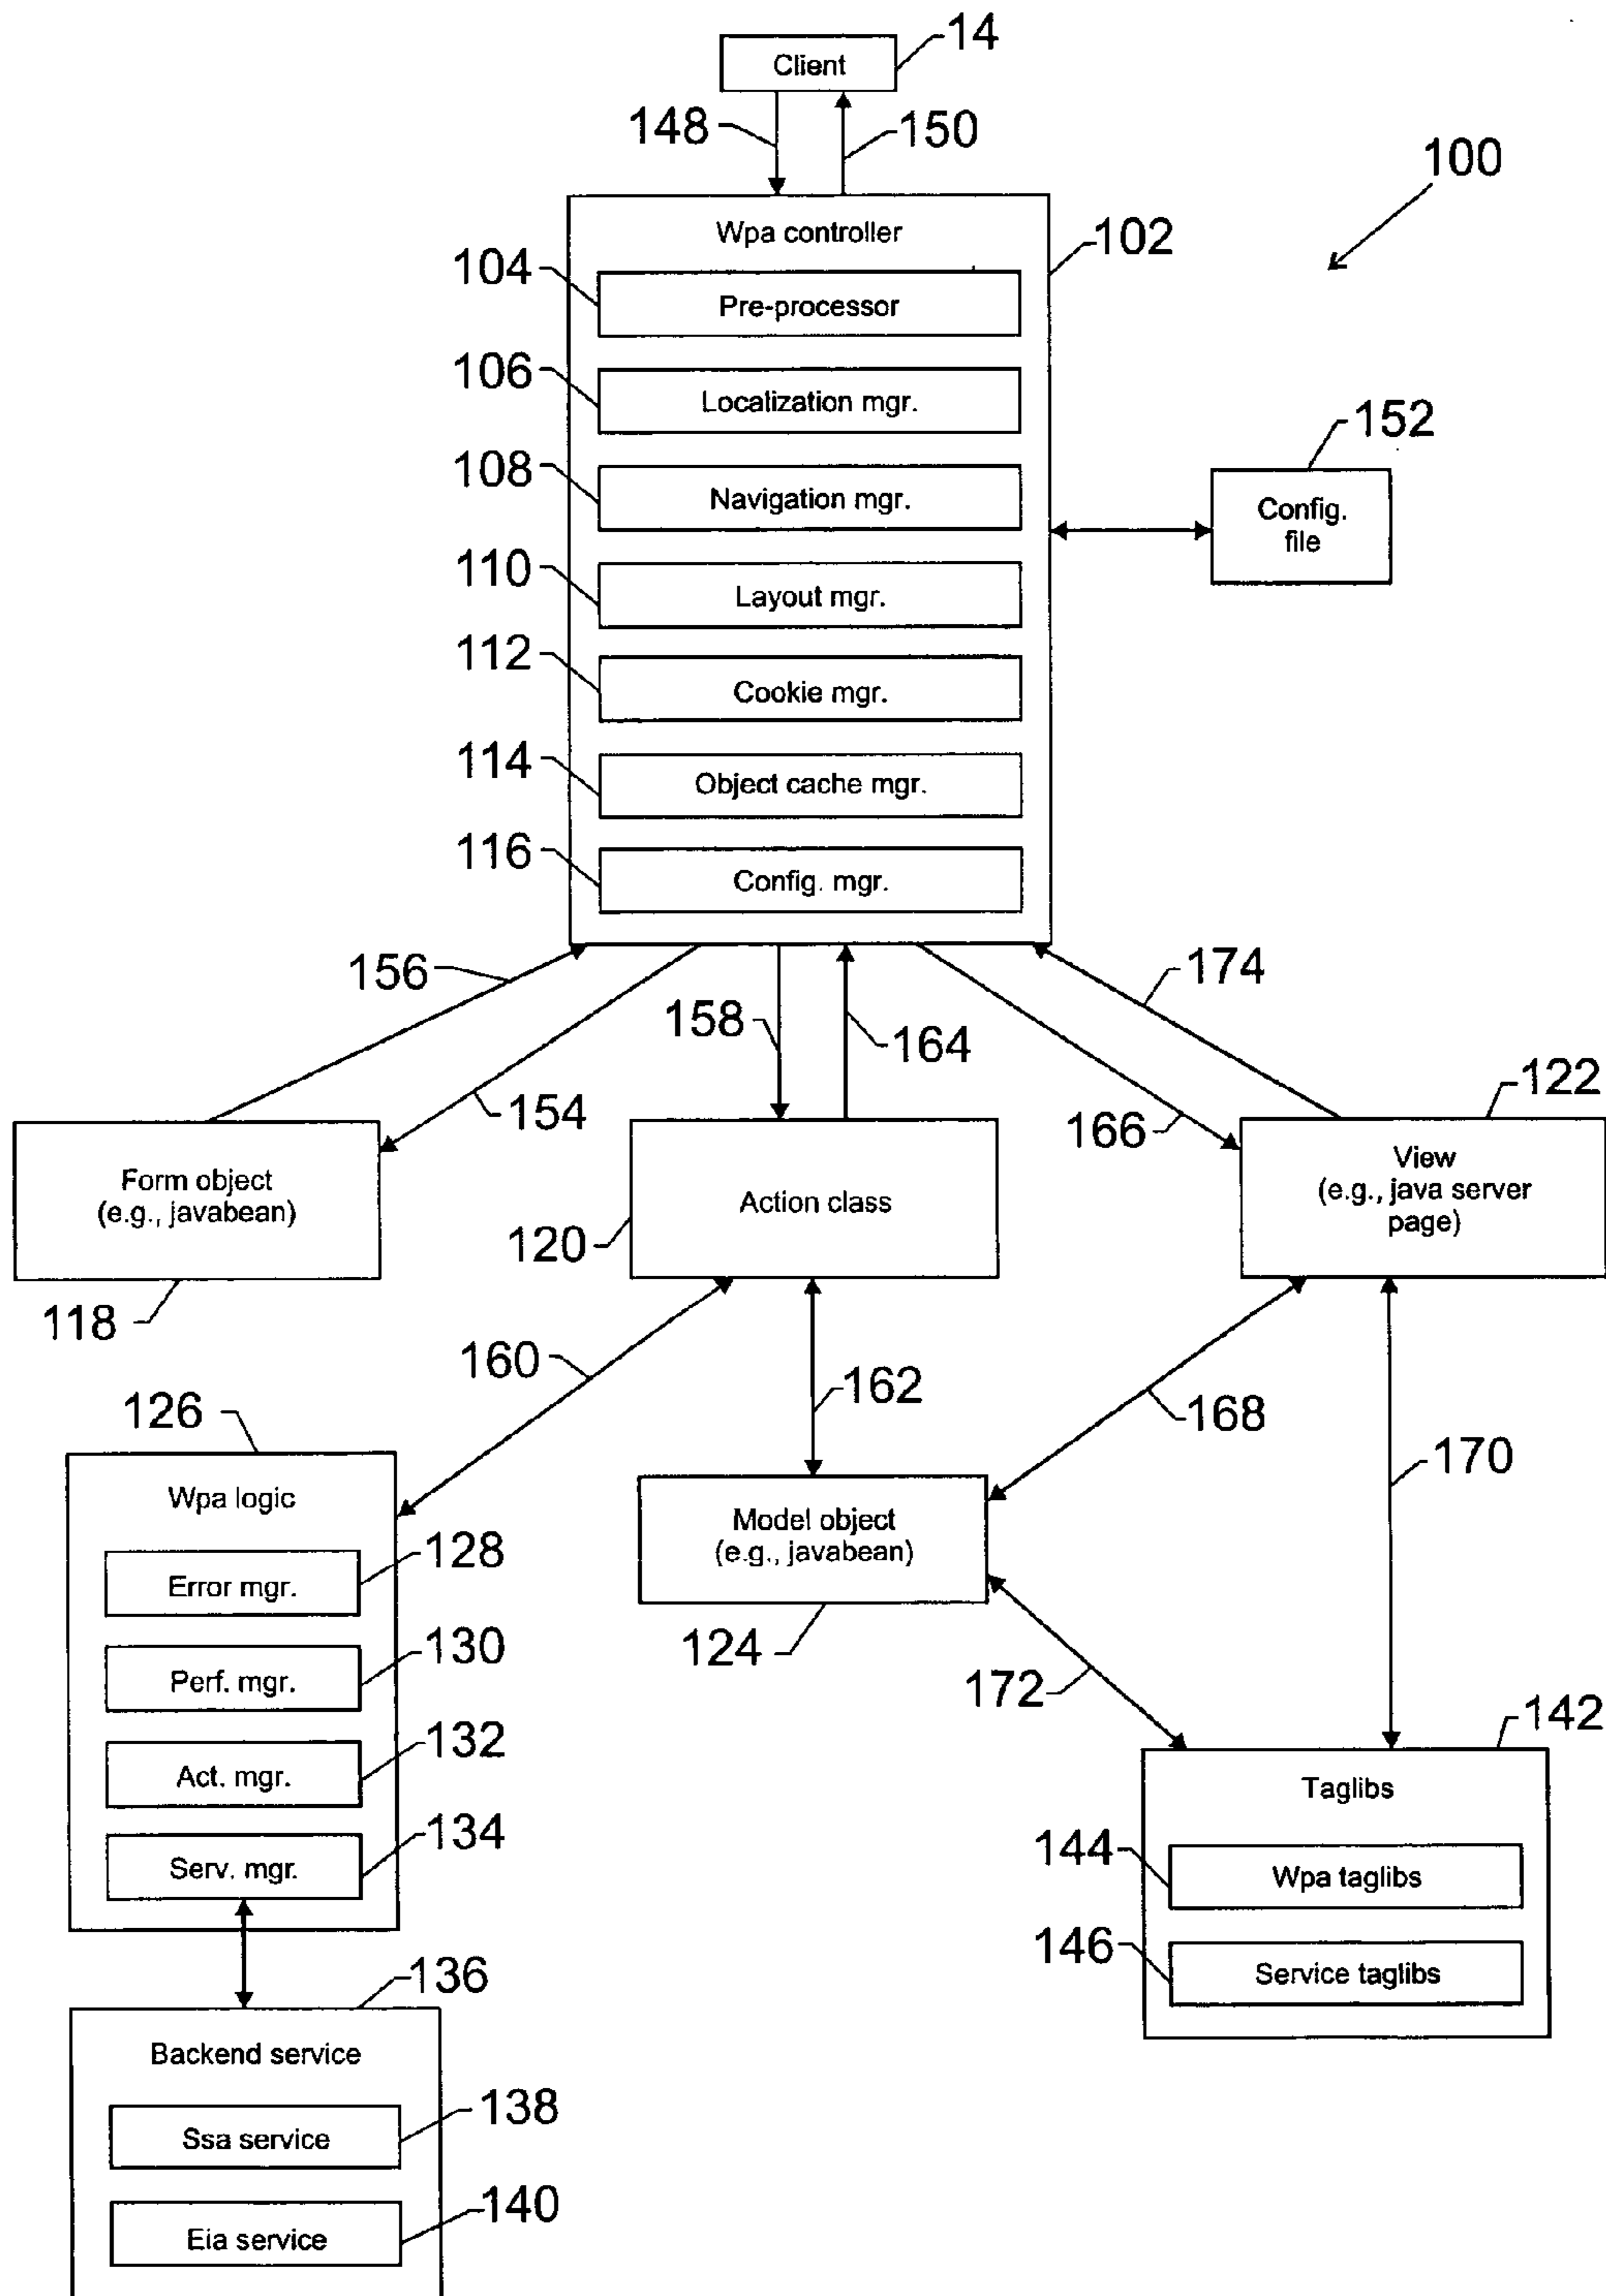 14
Client
148
150
100
Wpa controller
102
104
Pre-processor
106
Localization mgr.
152
108
Navigation mgr.
Config.
file
110
Layout mgr.
112
Cookie mgr.
114
Object cache mgr.
116
Config. mgr.
156
174
158
164
154
166
122
Form object
(e.g., javabean)
118
Action class
120
View
(e.g., java server
page)
160
162
168
170
126
Wpa logic
Error mgr.
128
Perf. mgr.
130
Act. mgr.
132
Serv. mgr.
134
Model object
(e.g., javabean)
124
172
142
Taglibs
144
Wpa taglibs
146
Service taglibs
136
Backend service
Ssa service
138
Eia service
140